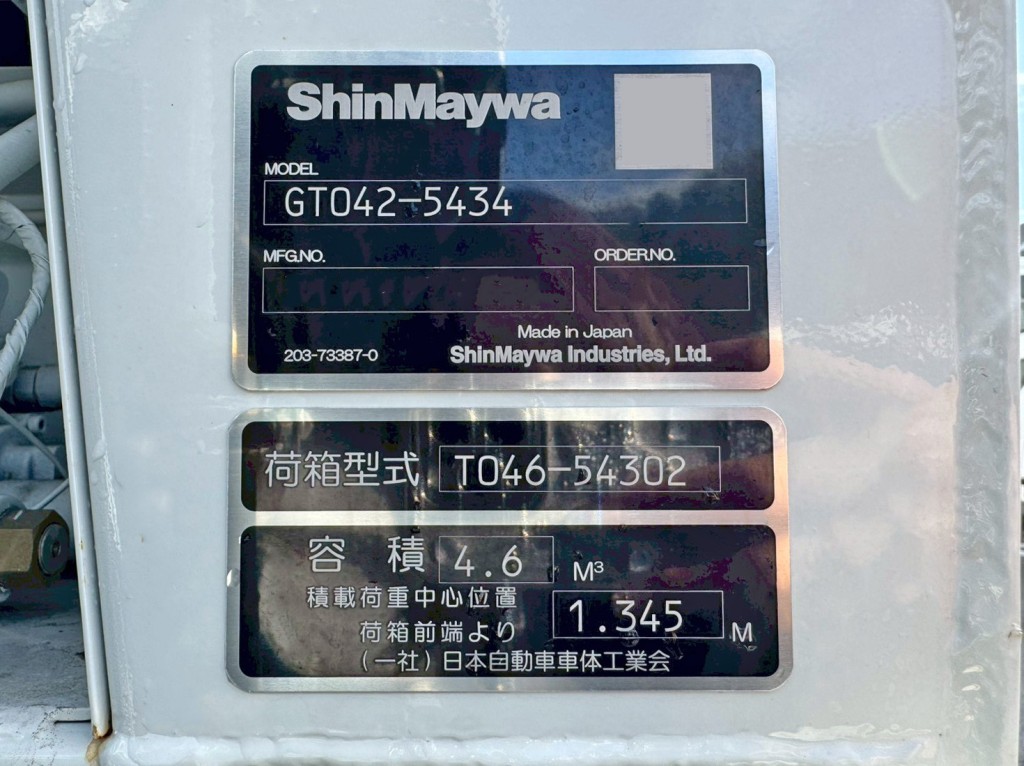 ShinMaywa
MODEL
GT042-5434
MFG.NO. ORDER.NO.
Made in Japan
203-73387-0 ShinMaywa Industries, Ltd.
荷箱型式 T046-54302
容 積 4.6 M³
積載荷重中心位置
荷箱前端より 1.345 M
(一社)日本自動車車体工業会